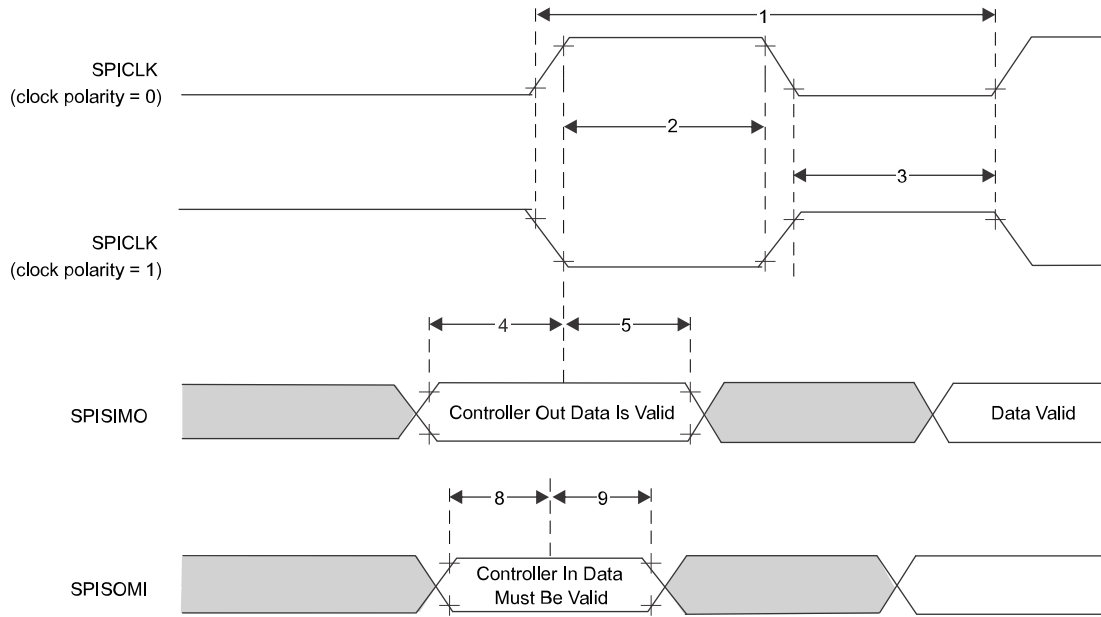 1
SPICLK
(clock polarity = 0)
2
3
SPICLK
(clock polarity = 1)
4
5
SPISIMO
Controller Out Data Is Valid
Data Valid
8
9
SPISOMI
Controller In Data
Must Be Valid